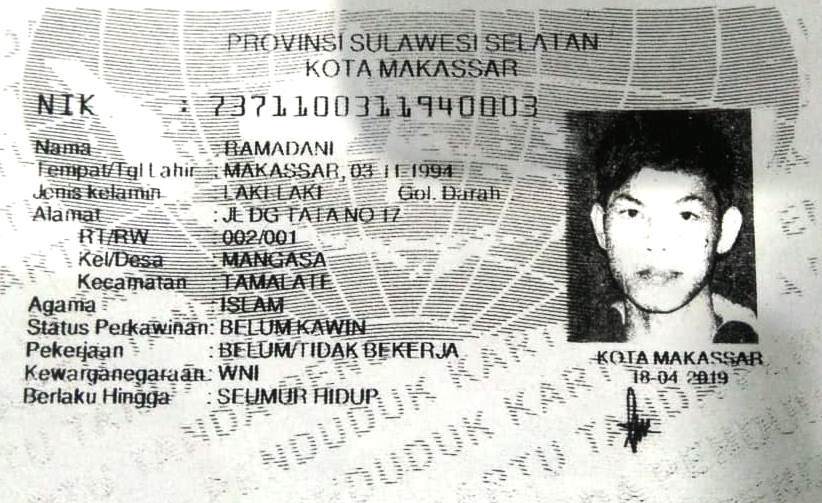 PROVINSI SULAWESI SELATAN
KOTA MAKASSAR
NIK : 7371100311940003
Nama : RAMADANI
Tempat/Tgl Lahir : MAKASSAR, 03-11-1994
Jenis kelamin : LAKI-LAKI Gol. Darah
Alamat : JL DG TATA NO 17
RT/RW : 002/001
Kel/Desa : MANGASA
Kecamatan : TAMALATE
Agama : ISLAM
Status Perkawinan: BELUM KAWIN
Pekerjaan : BELUM/TIDAK BEKERJA
Kewarganegaraan: WNI
Berlaku Hingga : SEUMUR HIDUP
KOTA MAKASSAR
18-04-2019